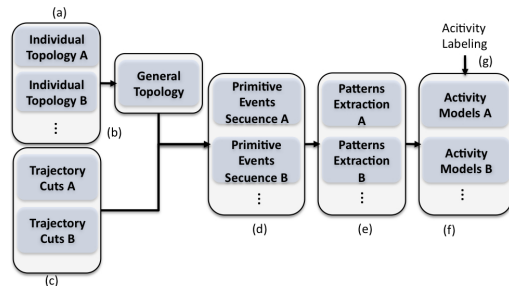 (a)
Individual
Topology A
Individual
Topology B
⋮
(b)
General
Topology
Trajectory
Cuts A
Trajectory
Cuts B
(c)
Primitive
Events
Secuence A
Primitive
Events
Secuence B
⋮
(d)
Patterns
Extraction
A
Patterns
Extraction
B
⋮
(e)
Acitivity
Labeling
(g)
Activity
Models A
Activity
Models B
⋮
(f)